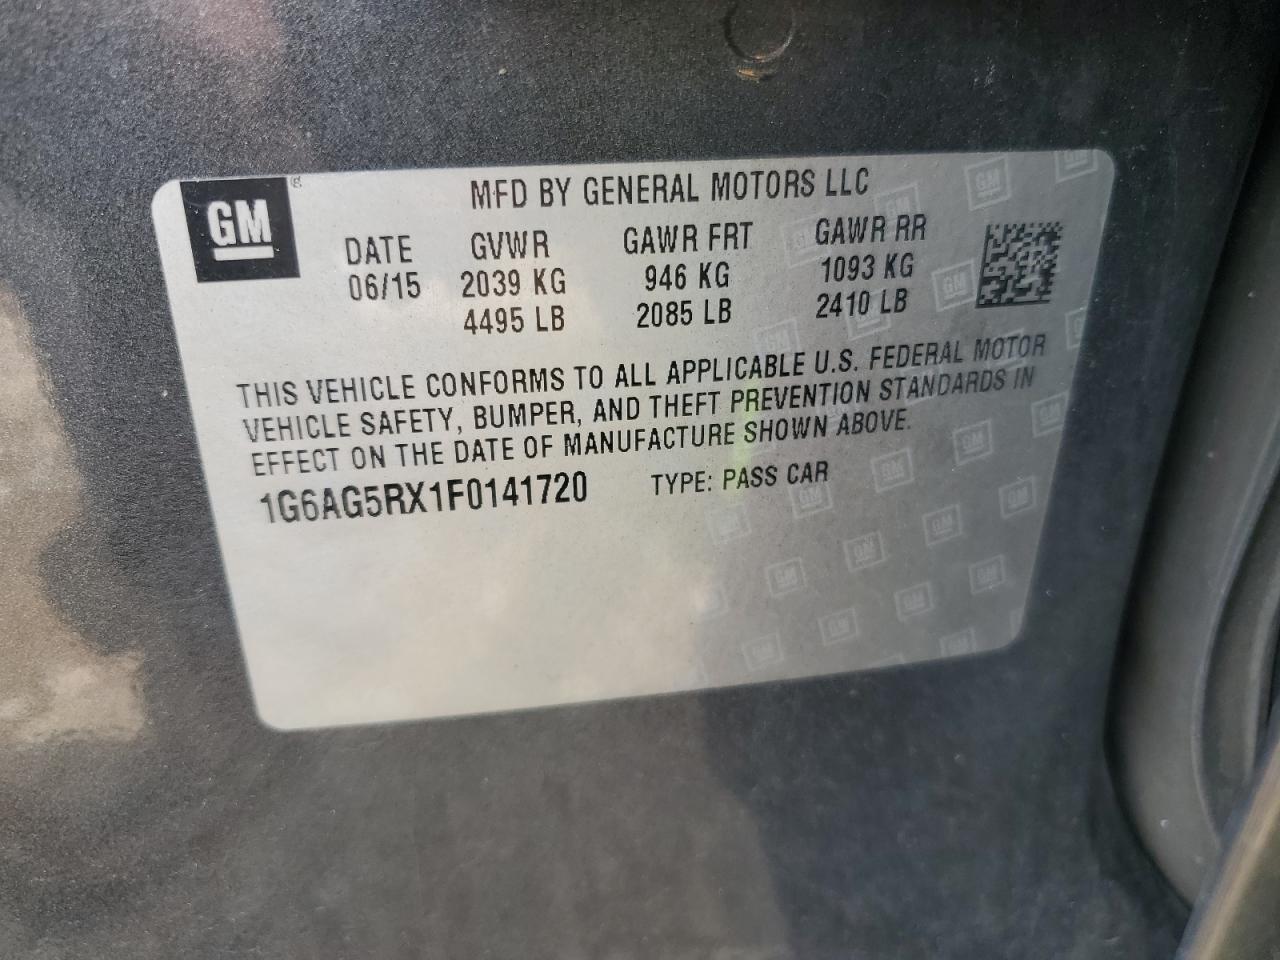 GM
MFD BY GENERAL MOTORS LLC
DATE GVWR GAWR FRT GAWR RR
06/15 2039 KG 946 KG 1093 KG
4495 LB 2085 LB 2410 LB
THIS VEHICLE CONFORMS TO ALL APPLICABLE U.S. FEDERAL MOTOR
VEHICLE SAFETY, BUMPER, AND THEFT PREVENTION STANDARDS IN
EFFECT ON THE DATE OF MANUFACTURE SHOWN ABOVE.
1G6AG5RX1F0141720 TYPE: PASS CAR